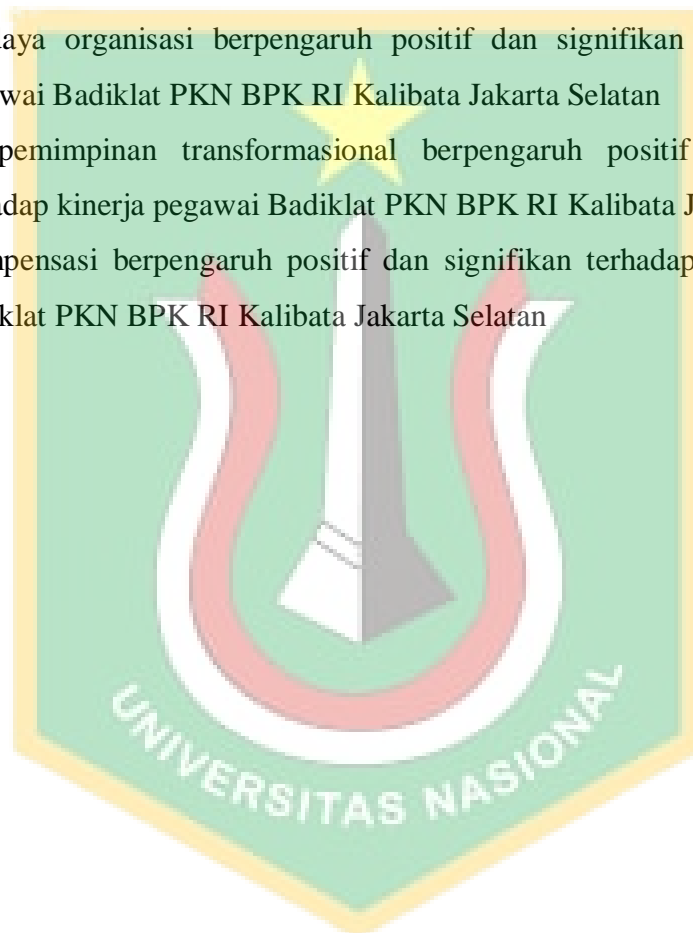 aya organisasi berpengaruh positif dan signifikan
wai Badiklat PKN BPK RI Kalibata Jakarta Selatan
pemimpinan transformasional berpengaruh positif
adap kinerja pegawai Badiklat PKN BPK RI Kalibata J
npensasi berpengaruh positif dan signifikan terhadap
klat PKN BPK RI Kalibata Jakarta Selatan
UNIVERSITAS NASIONAL